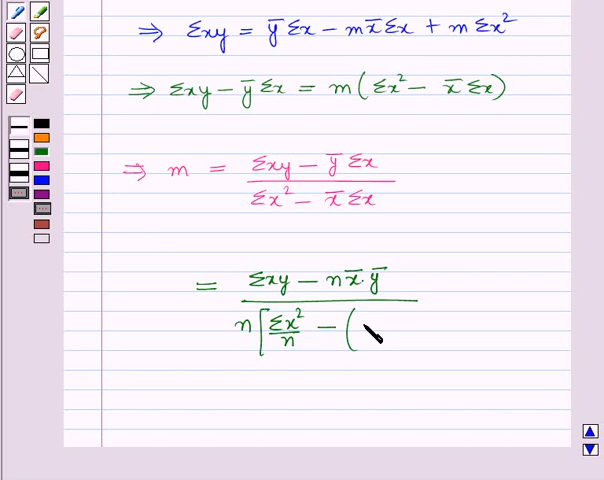 ⇒ Σxy = y̅ Σx − m x̅ Σx + m Σx²
⇒ Σxy − y̅ Σx = m ( Σx² − x̅ Σx )
⇒ m = (Σxy − y̅ Σx) / (Σx² − x̅ Σx)
= (Σxy − n x̅ · y̅) / (n [ Σx²/n − (